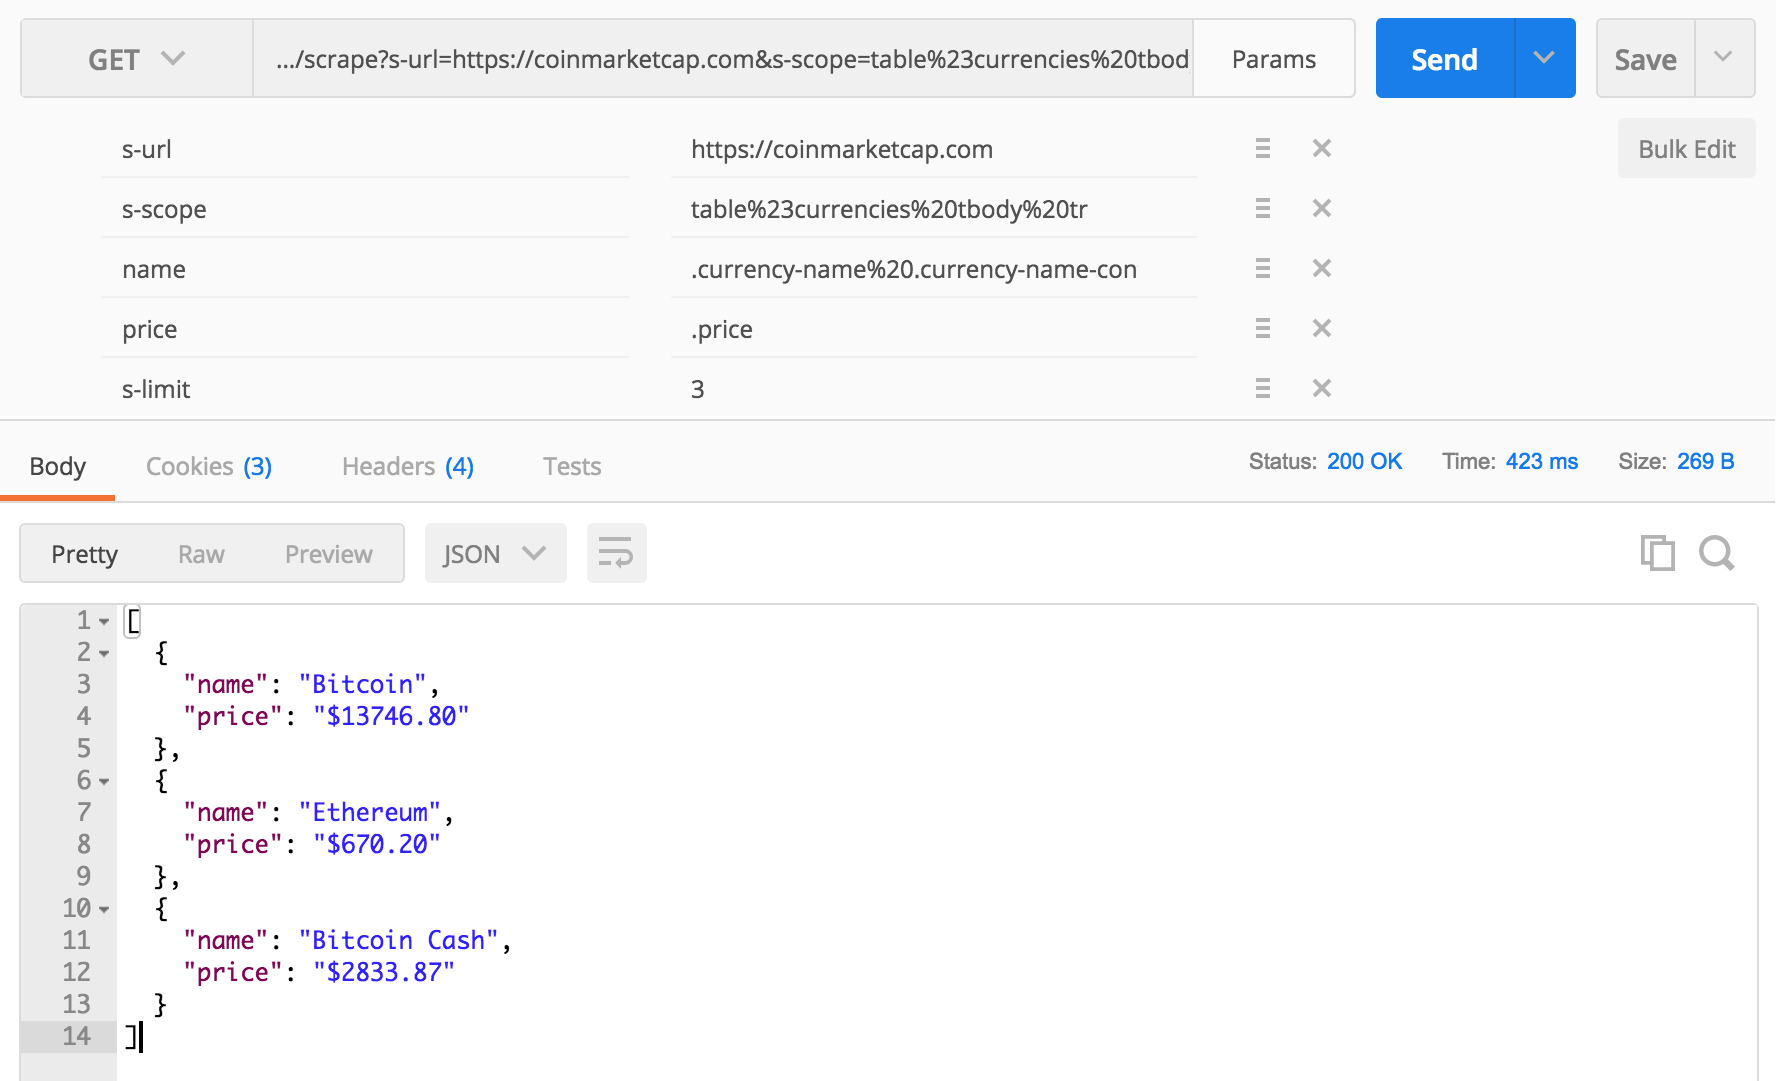 GET .../scrape?s-url=https://coinmarketcap.com&s-scope=table%23currencies%20tbod Params Send Save
s-url https://coinmarketcap.com Bulk Edit
s-scope table%23currencies%20tbody%20tr
name .currency-name%20.currency-name-con
price .price
s-limit 3
Body Cookies (3) Headers (4) Tests Status: 200 OK Time: 423 ms Size: 269 B
Pretty Raw Preview JSON
1 [
2 {
3 "name": "Bitcoin",
4 "price": "$13746.80"
5 },
6 {
7 "name": "Ethereum",
8 "price": "$670.20"
9 },
10 {
11 "name": "Bitcoin Cash",
12 "price": "$2833.87"
13 }
14 ]